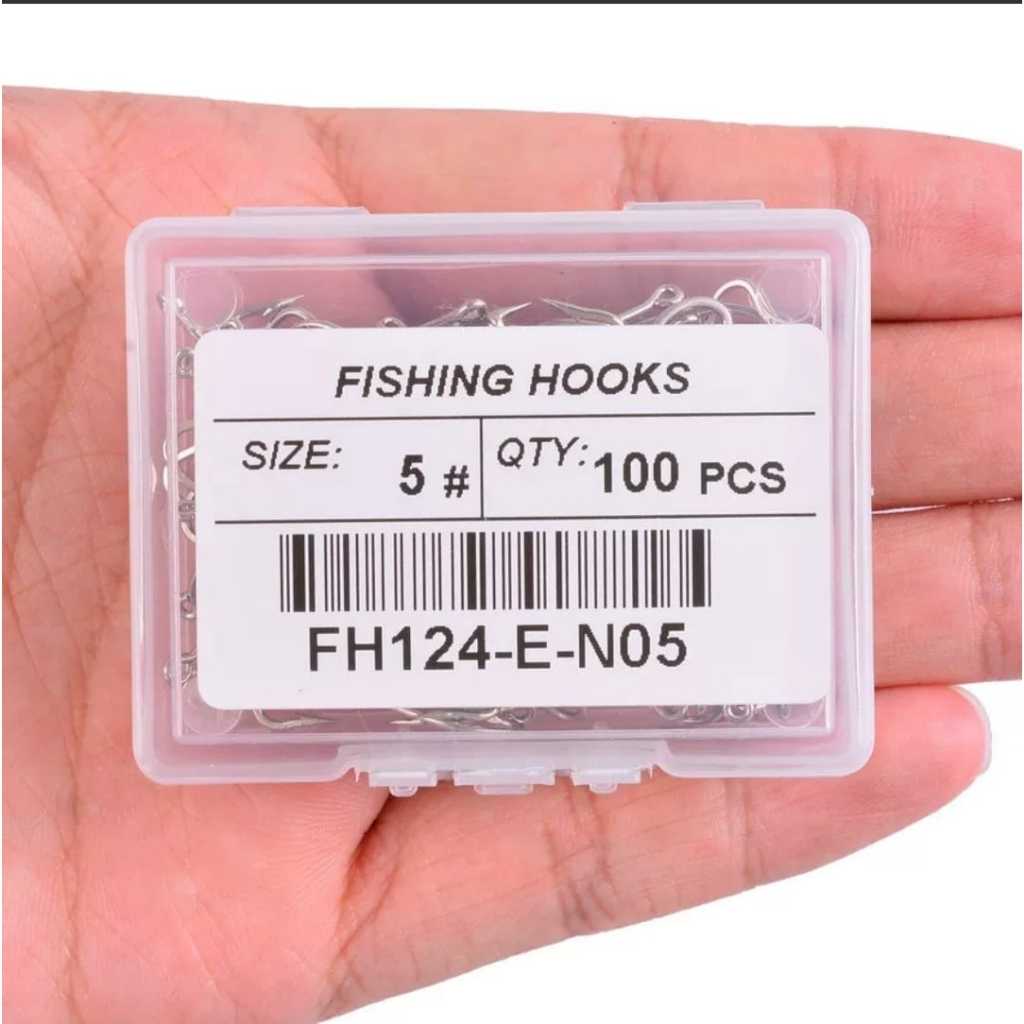 FISHING HOOKS
SIZE: 5 # QTY: 100 PCS
FH124-E-N05